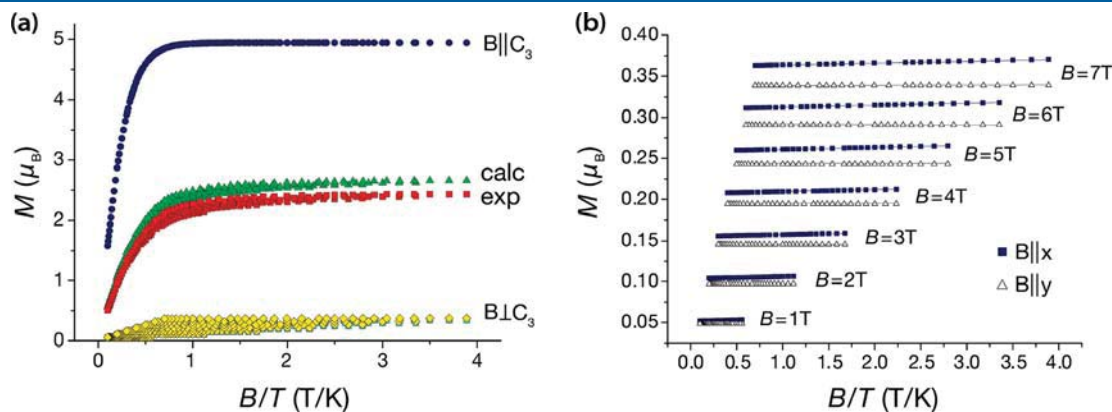 (a)
M (μB)
5
4
3
2
1
0
B||C3
calc
exp
B⊥C3
0
1
2
3
4
B/T (T/K)
(b)
M (μB)
0.40
0.35
0.30
0.25
0.20
0.15
0.10
0.05
B=7T
B=6T
B=5T
B=4T
B=3T
B=2T
B=1T
B||x
B||y
0.0
0.5
1.0
1.5
2.0
2.5
3.0
3.5
4.0
B/T (T/K)